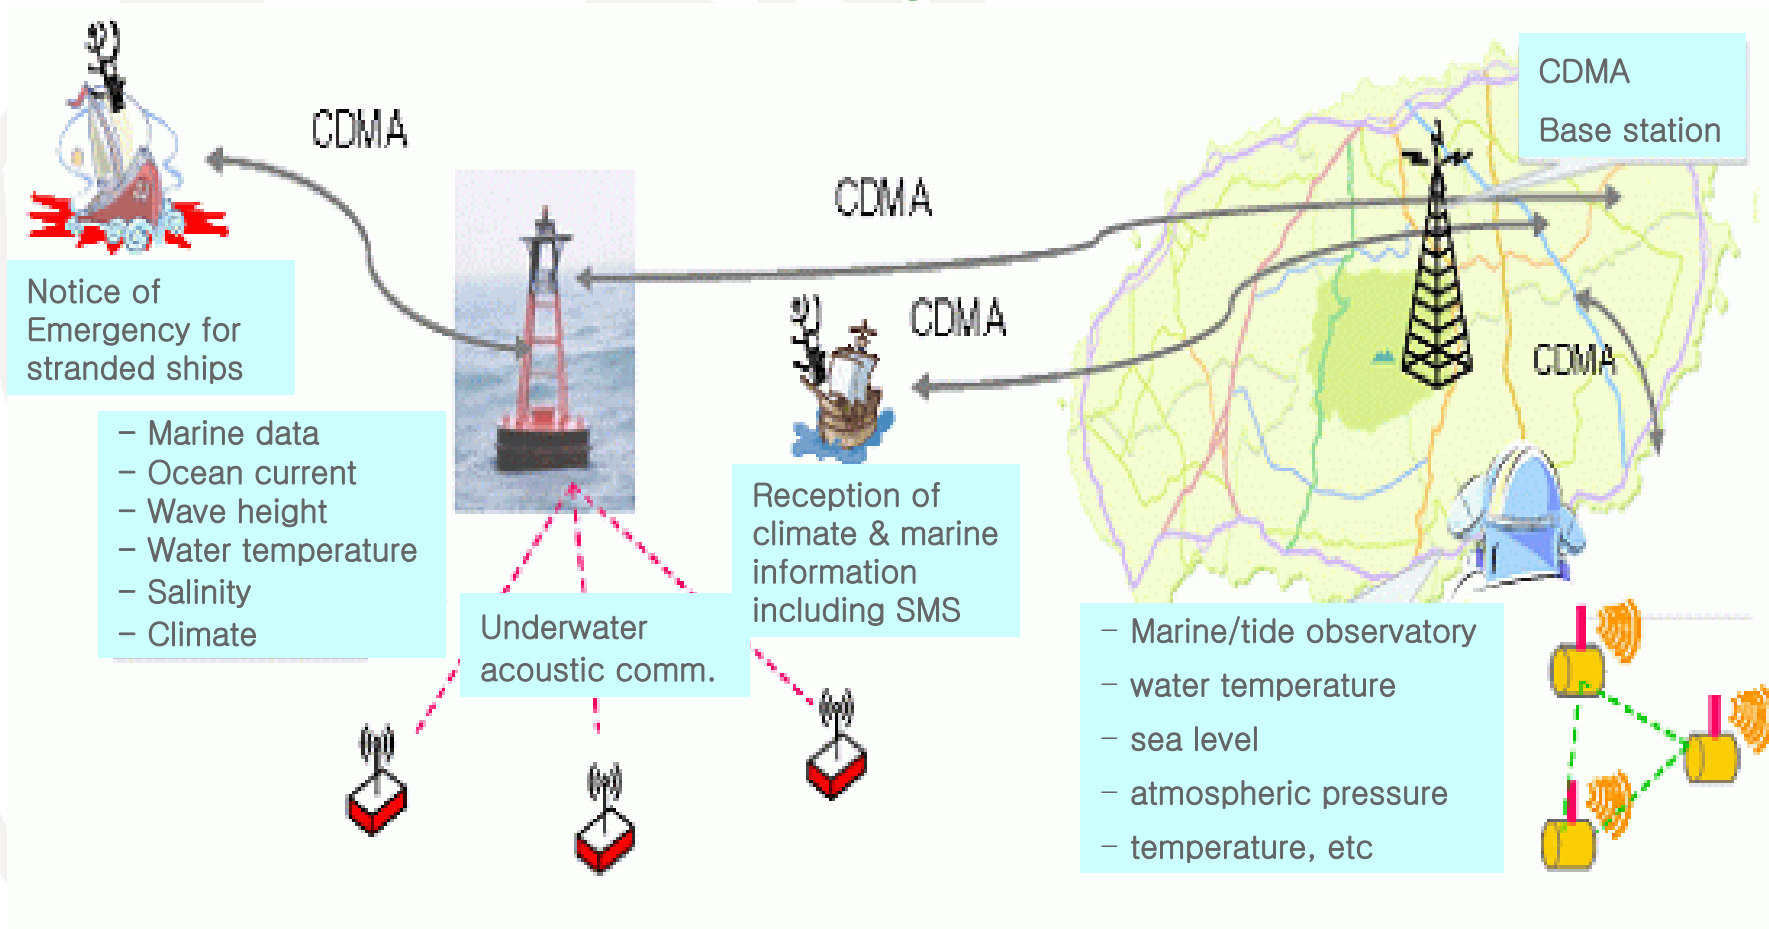 CDMA
Base station
CDMA
CDMA
CDMA
CDMA
Notice of
Emergency for
stranded ships
- Marine data
- Ocean current
- Wave height
- Water temperature
- Salinity
- Climate
Reception of
climate & marine
information
including SMS
Underwater
acoustic comm.
- Marine/tide observatory
- water temperature
- sea level
- atmospheric pressure
- temperature, etc